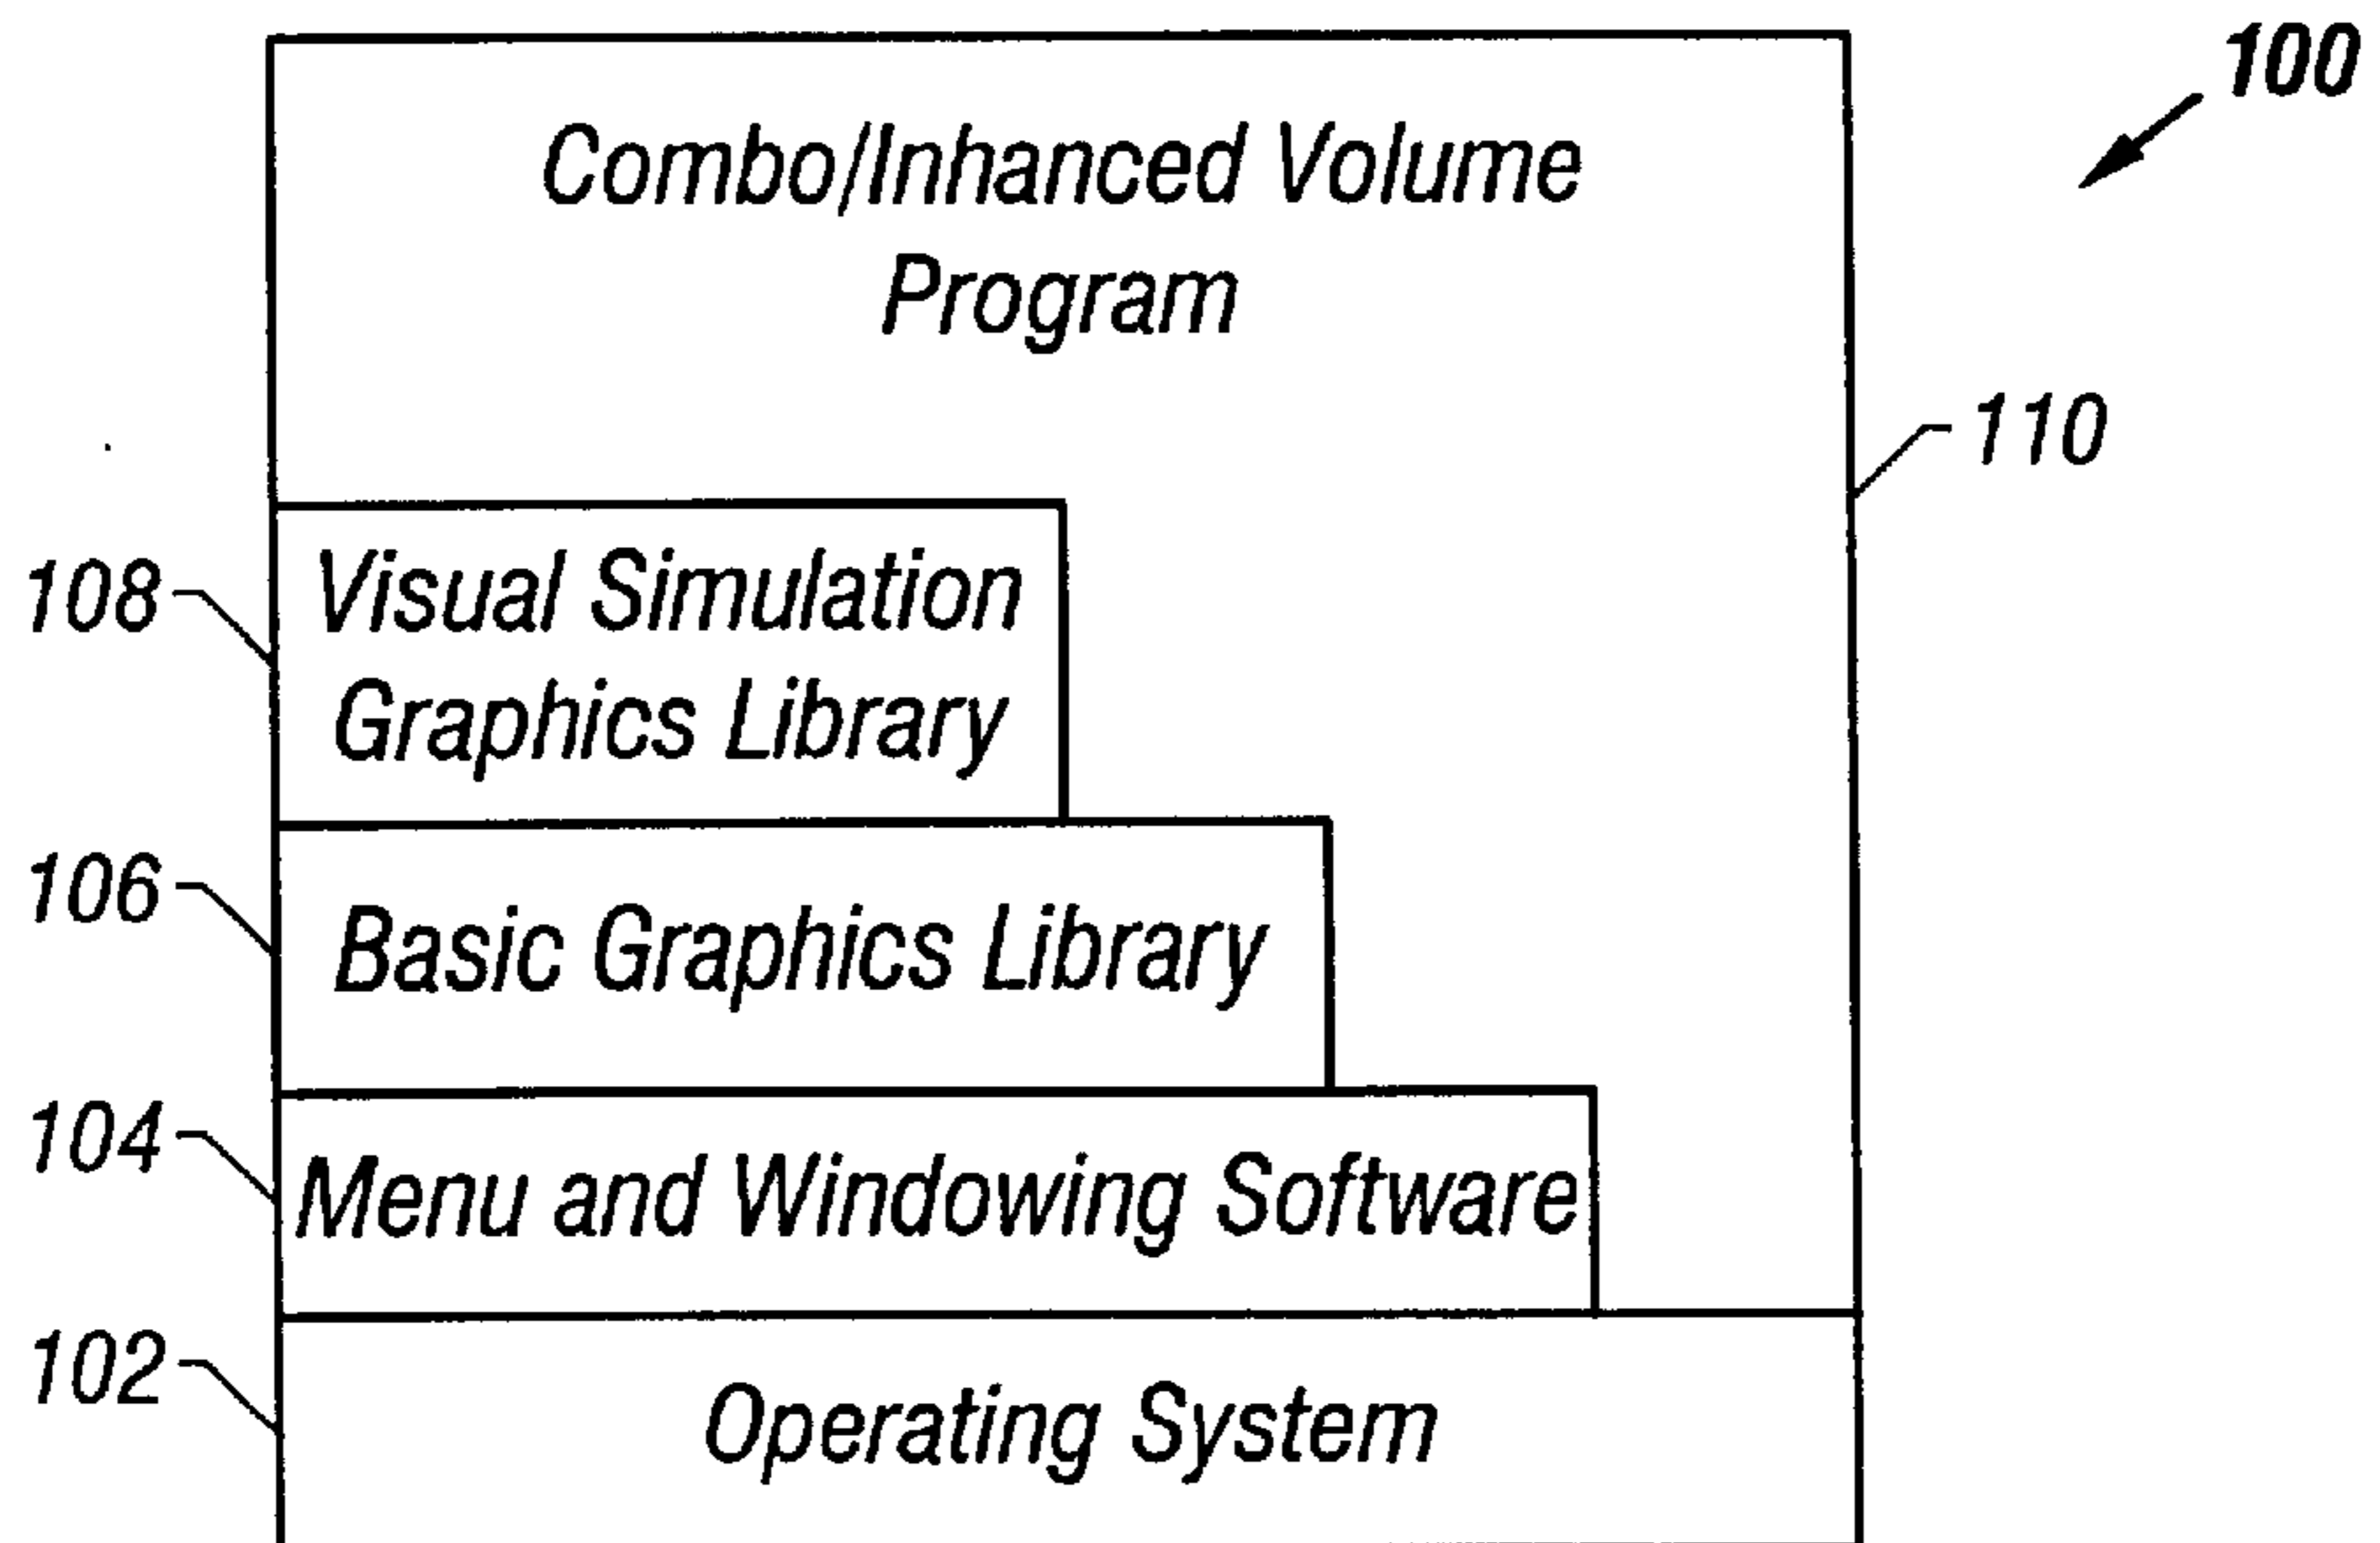 100
Combo/Inhanced Volume
Program
110
108
Visual Simulation
Graphics Library
106
Basic Graphics Library
104
Menu and Windowing Software
102
Operating System